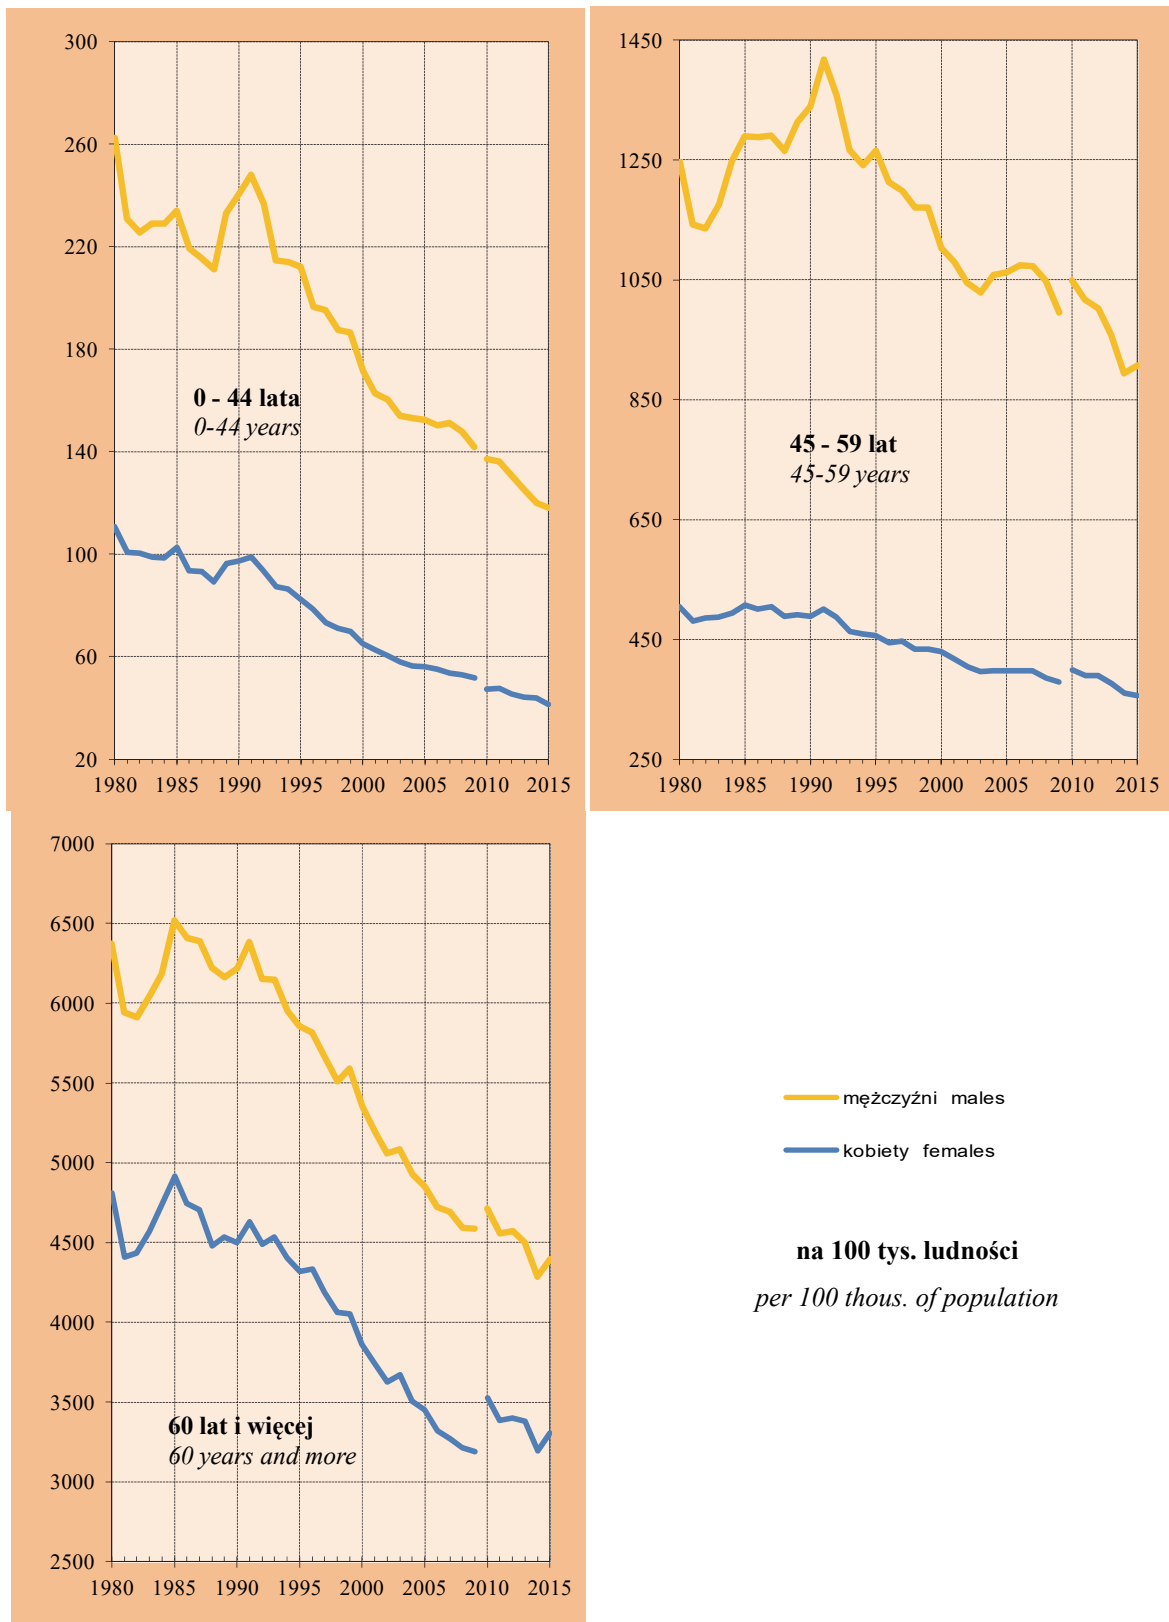 300
260
220
180
140
100
60
20
1980 1985 1990 1995 2000 2005 2010 2015
0 - 44 lata
0-44 years
1450
1250
1050
850
650
450
250
1980 1985 1990 1995 2000 2005 2010 2015
45 - 59 lat
45-59 years
7000
6500
6000
5500
5000
4500
4000
3500
3000
2500
1980 1985 1990 1995 2000 2005 2010 2015
60 lat i więcej
60 years and more
mężczyźni males
kobiety females
na 100 tys. ludności
per 100 thous. of population